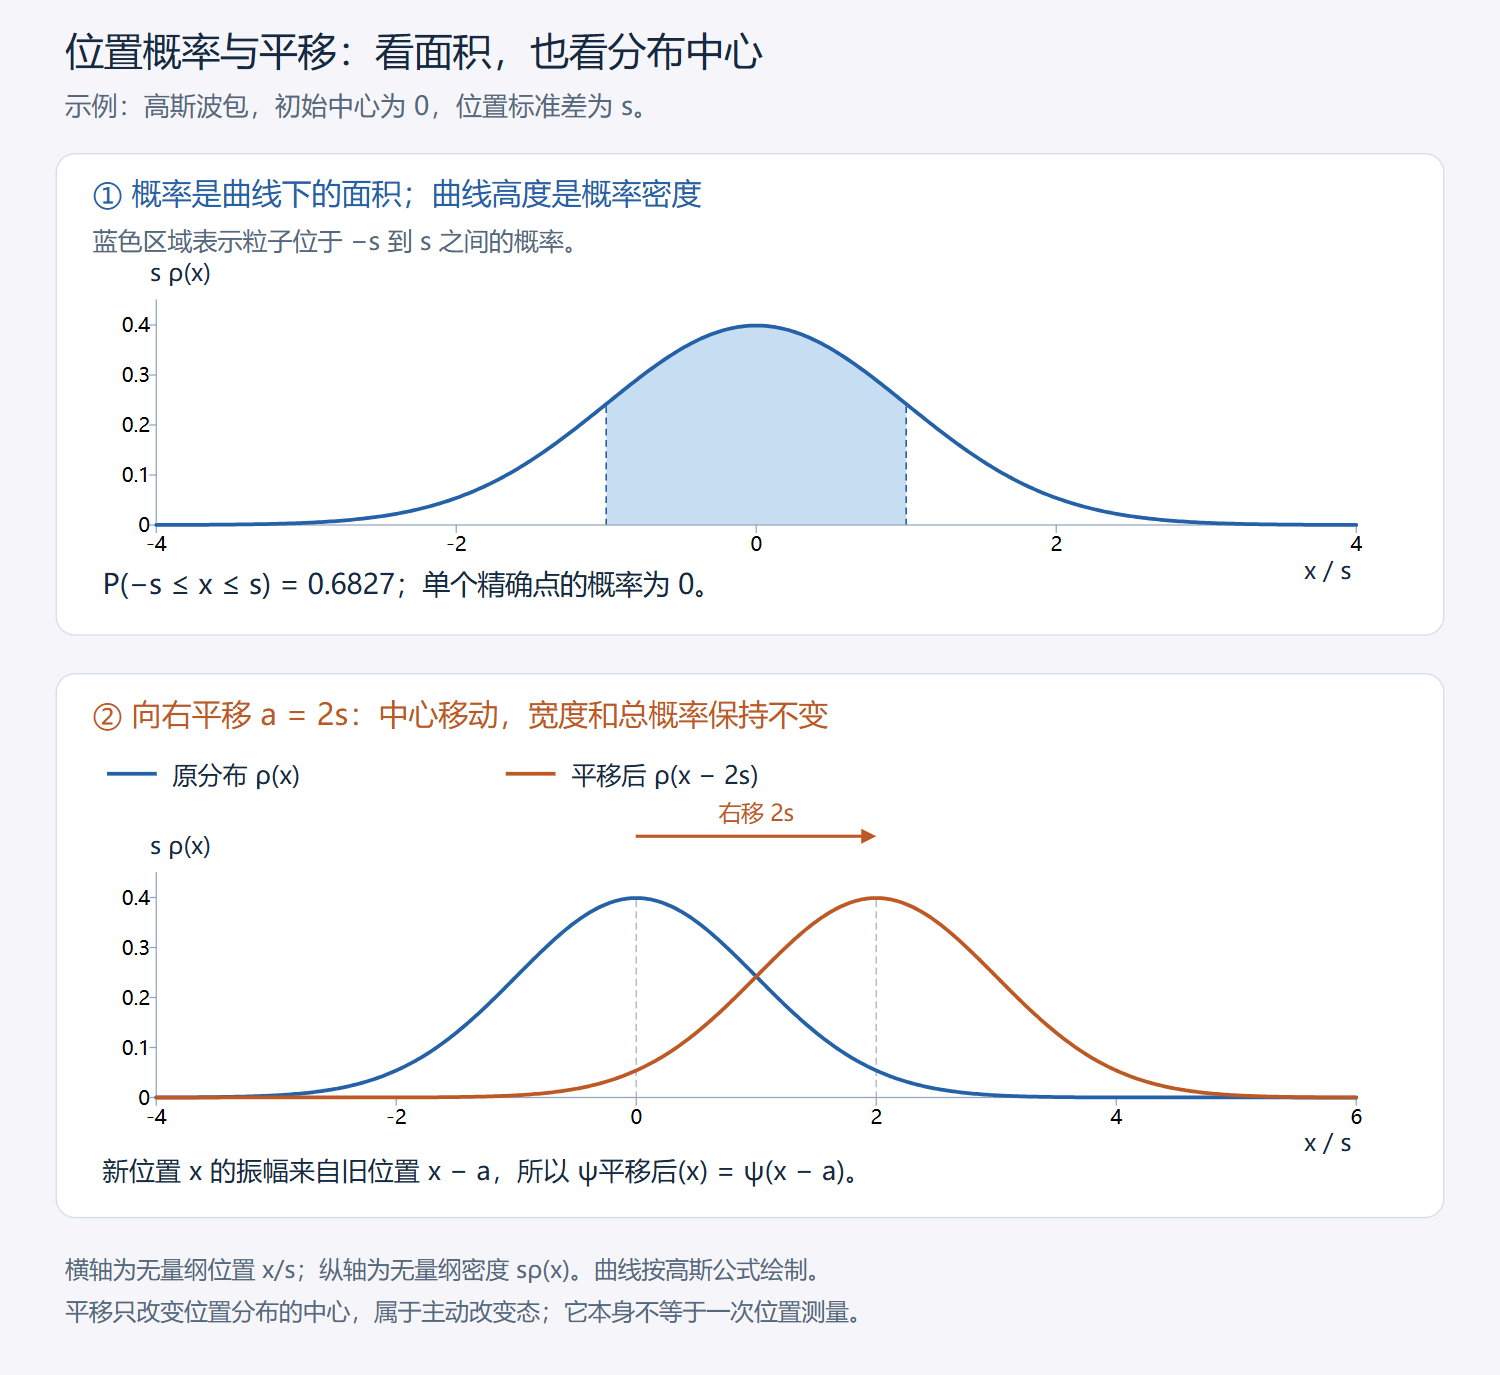 位置概率与平移：看面积，也看分布中心
示例：高斯波包，初始中心为 0，位置标准差为 s。
① 概率是曲线下的面积；曲线高度是概率密度
蓝色区域表示粒子位于 −s 到 s 之间的概率。
s ρ(x)
0.4
0.3
0.2
0.1
0
-4 -2 0 2 4
x / s
P(−s ≤ x ≤ s) = 0.6827；单个精确点的概率为 0。
② 向右平移 a = 2s：中心移动，宽度和总概率保持不变
原分布 ρ(x) 平移后 ρ(x − 2s)
右移 2s
s ρ(x)
0.4
0.3
0.2
0.1
0
-4 -2 0 2 4 6
x / s
新位置 x 的振幅来自旧位置 x − a，所以 ψ平移后(x) = ψ(x − a)。
横轴为无量纲位置 x/s；纵轴为无量纲密度 sρ(x)。曲线按高斯公式绘制。
平移只改变位置分布的中心，属于主动改变态；它本身不等于一次位置测量。